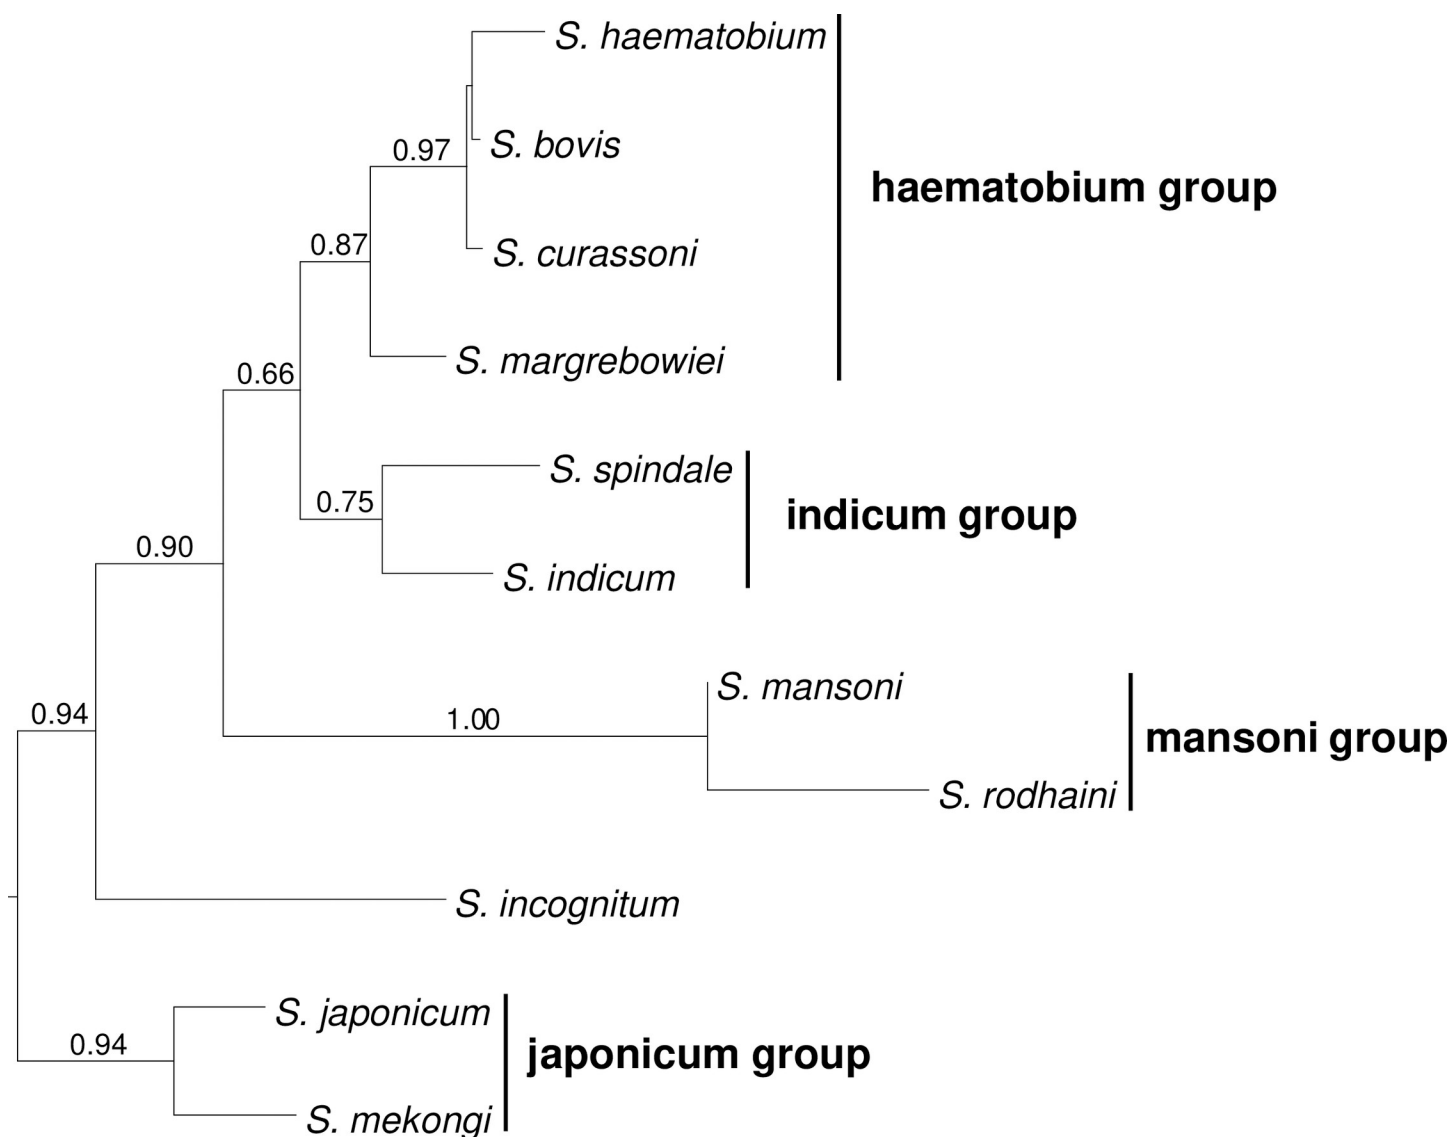 S. haematobium
0.97
S. bovis
haematobium group
0.87
S. curassoni
0.66
S. margrebowiei
S. spindale
0.75
indicum group
0.90
S. indicum
S. mansoni
0.94
1.00
mansoni group
S. rodhaini
S. incognitum
S. japonicum
0.94
japonicum group
S. mekongi